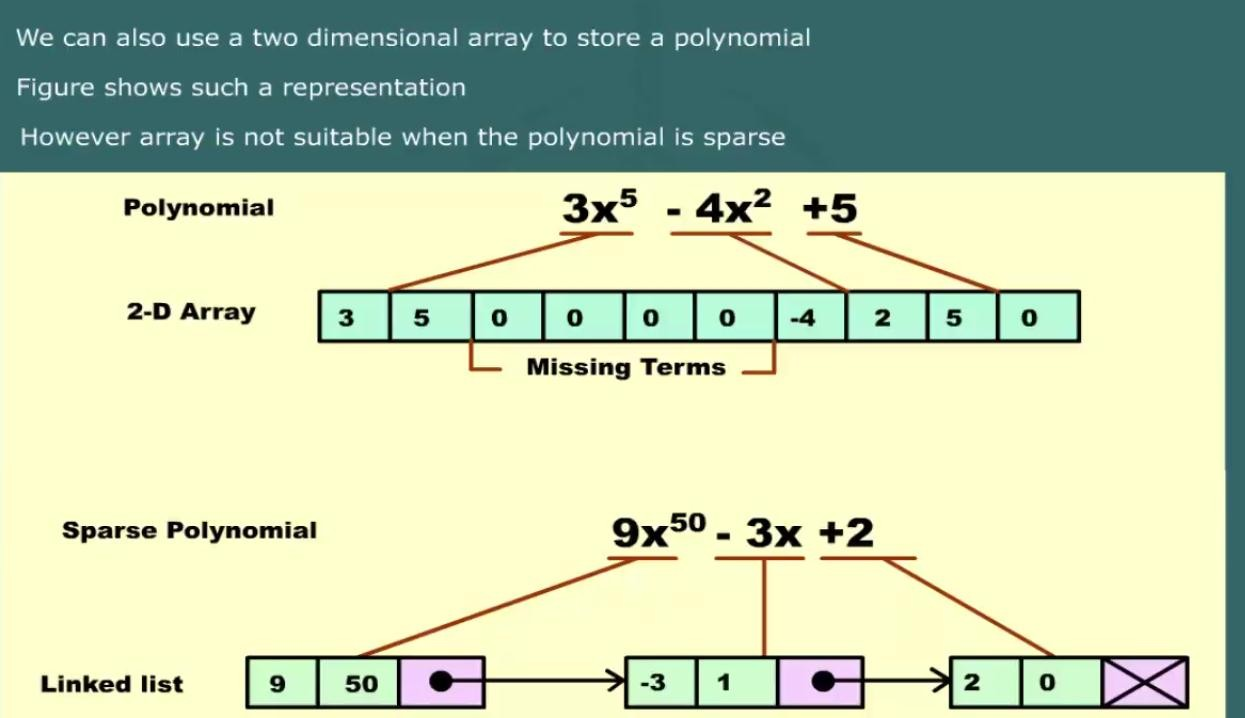 We can also use a two dimensional array to store a polynomial
Figure shows such a representation
However array is not suitable when the polynomial is sparse
Polynomial 3x⁵ - 4x² +5
2-D Array 3 5 0 0 0 0 -4 2 5 0
Missing Terms
Sparse Polynomial 9x⁵⁰ - 3x +2
Linked list 9 50 -3 1 2 0